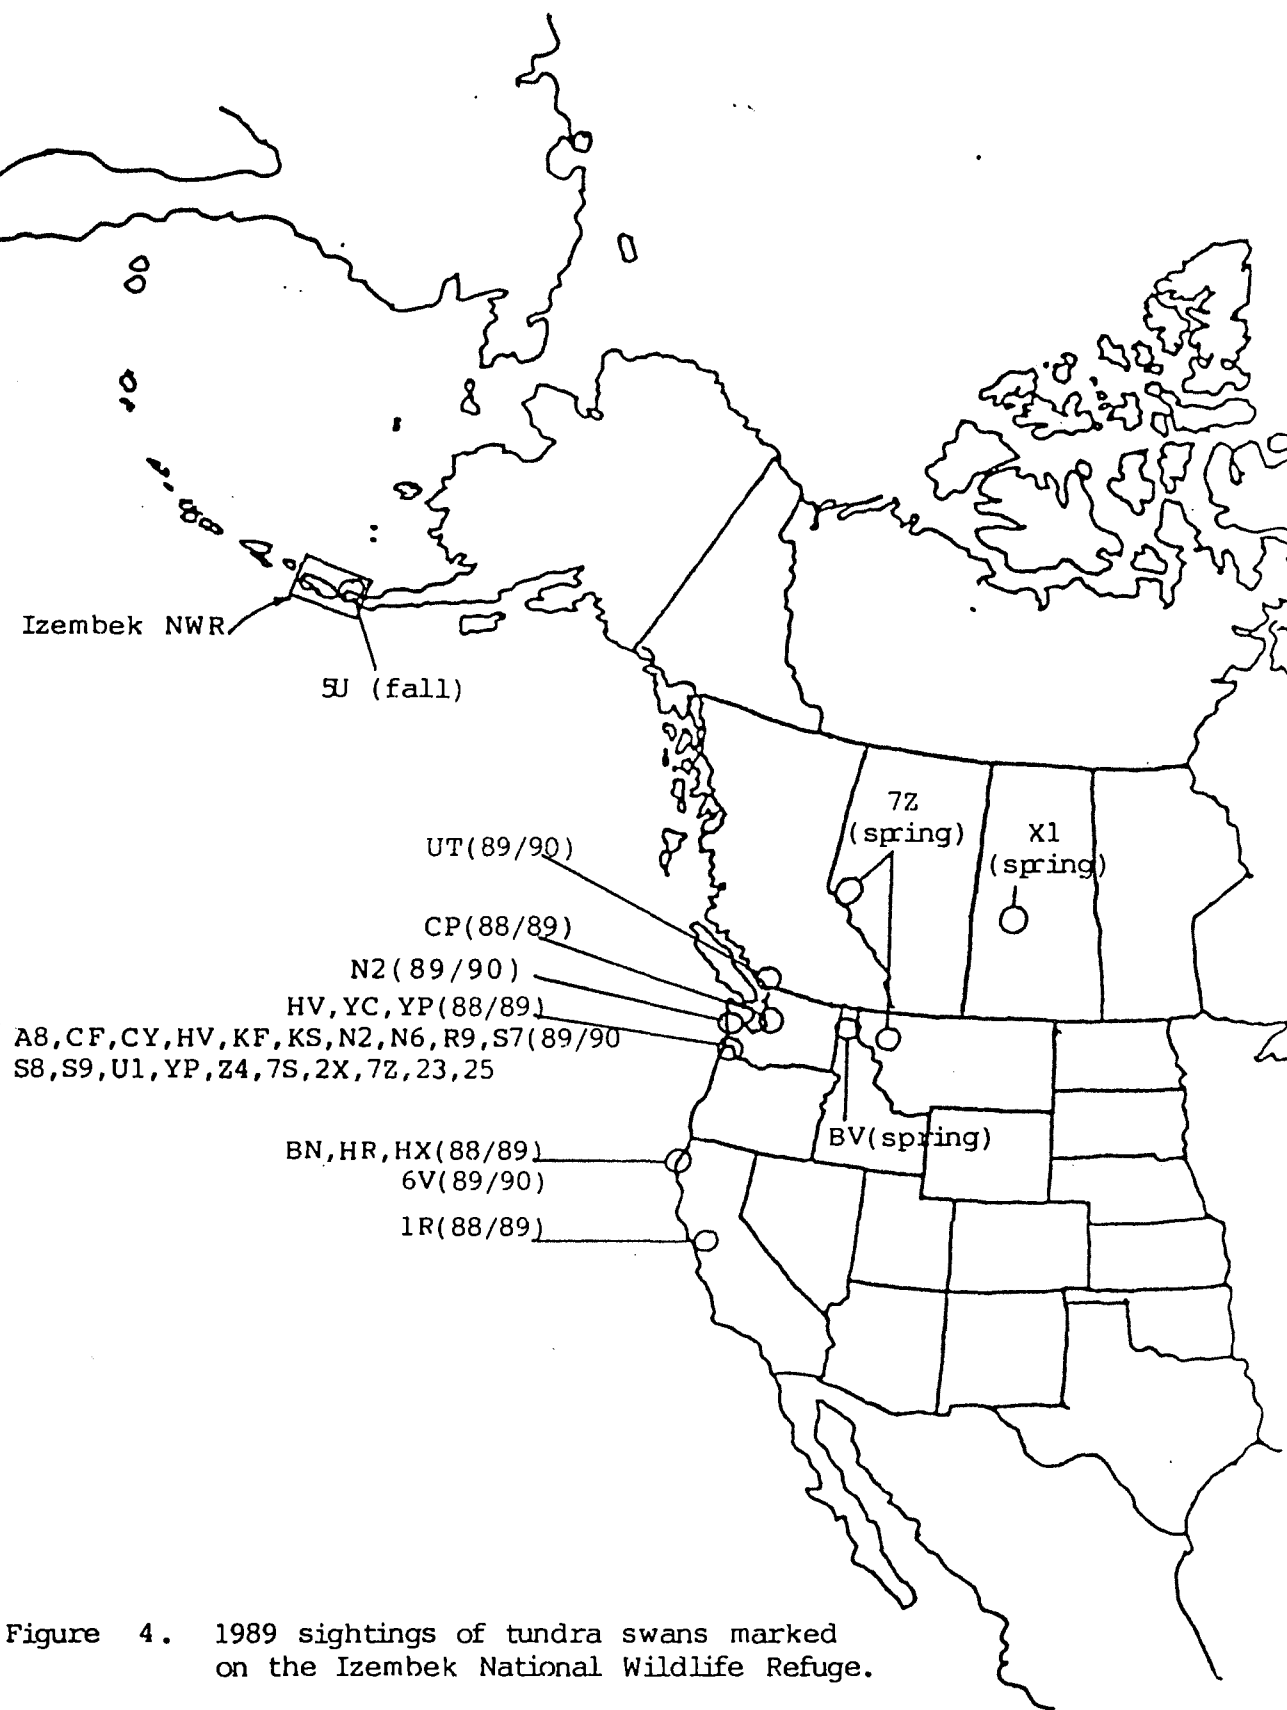 Izembek NWR
5U (fall)
7Z
(spring)
X1
(spring)
UT(89/90)
CP(88/89)
N2(89/90)
HV,YC,YP(88/89)
A8,CF,CY,HV,KF,KS,N2,N6,R9,S7(89/90
S8,S9,U1,YP,Z4,7S,2X,7Z,23,25
BV(spring)
BN,HR,HX(88/89)
6V(89/90)
1R(88/89)
Figure 4. 1989 sightings of tundra swans marked
on the Izembek National Wildlife Refuge.